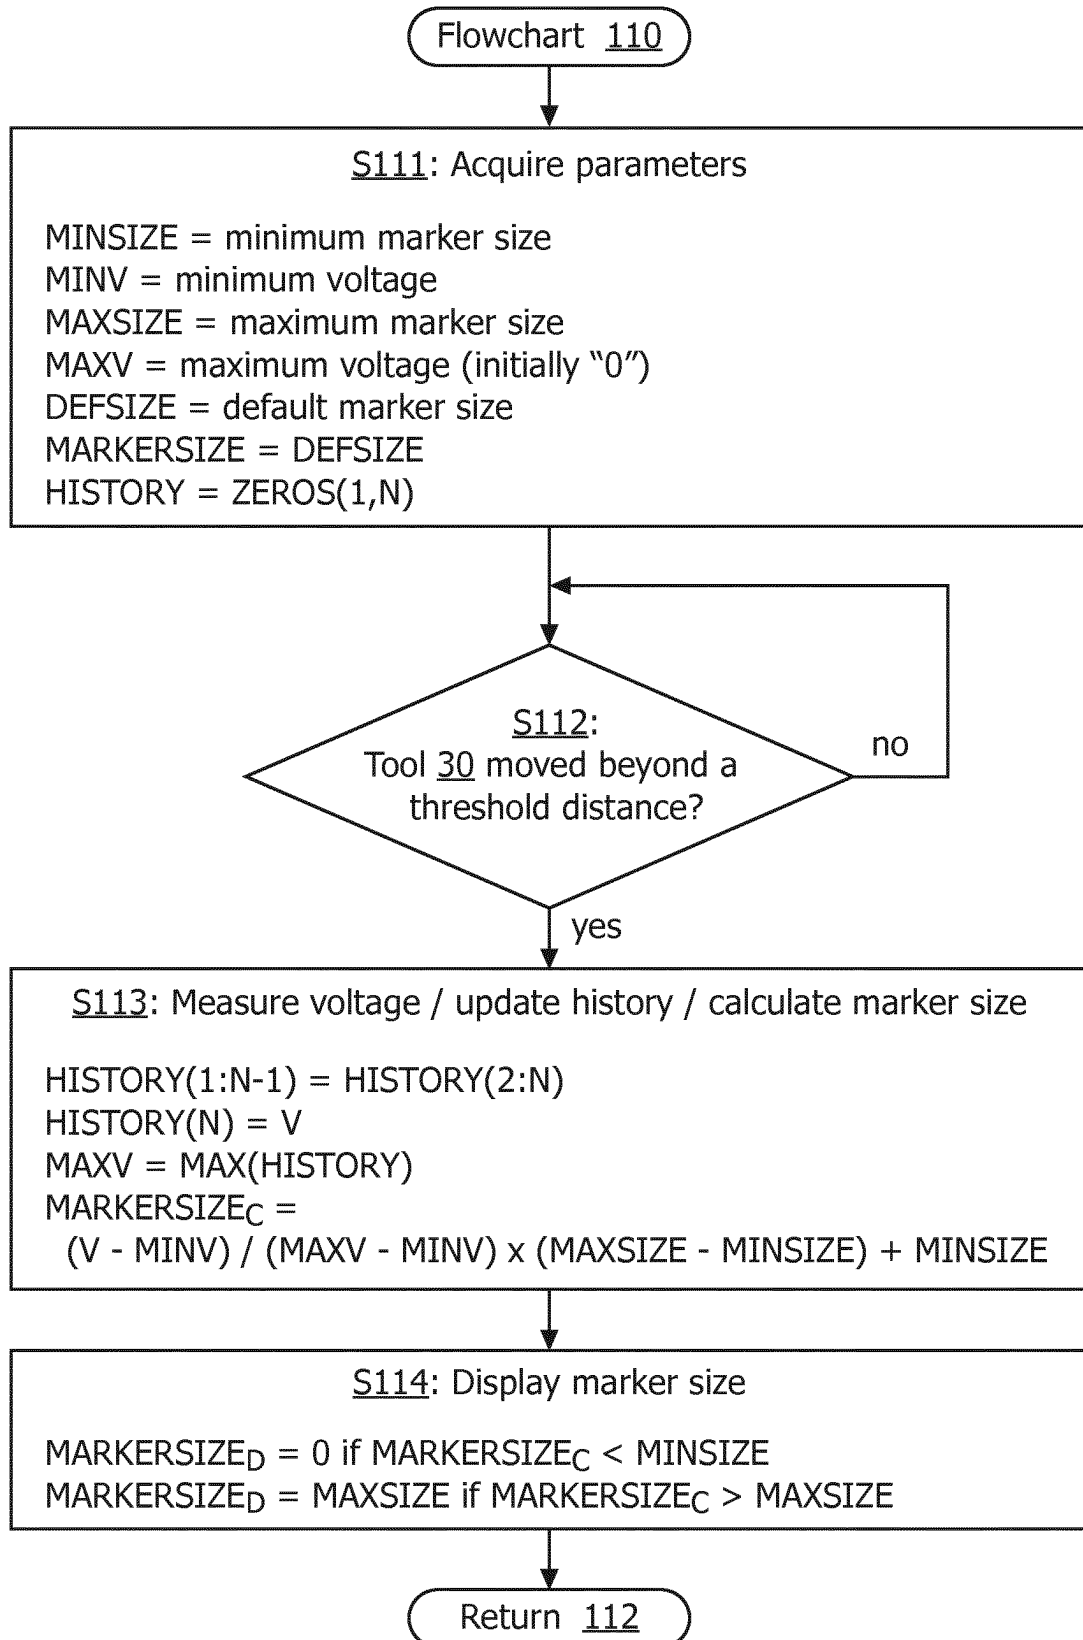 Flowchart 110
S111: Acquire parameters
MINSIZE = minimum marker size
MINV = minimum voltage
MAXSIZE = maximum marker size
MAXV = maximum voltage (initially “0”)
DEFSIZE = default marker size
MARKERSIZE = DEFSIZE
HISTORY = ZEROS(1,N)
S112:
Tool 30 moved beyond a
threshold distance?
no
yes
S113: Measure voltage / update history / calculate marker size
HISTORY(1:N-1) = HISTORY(2:N)
HISTORY(N) = V
MAXV = MAX(HISTORY)
MARKERSIZEC =
(V - MINV) / (MAXV - MINV) x (MAXSIZE - MINSIZE) + MINSIZE
S114: Display marker size
MARKERSIZED = 0 if MARKERSIZEC < MINSIZE
MARKERSIZED = MAXSIZE if MARKERSIZEC > MAXSIZE
Return 112